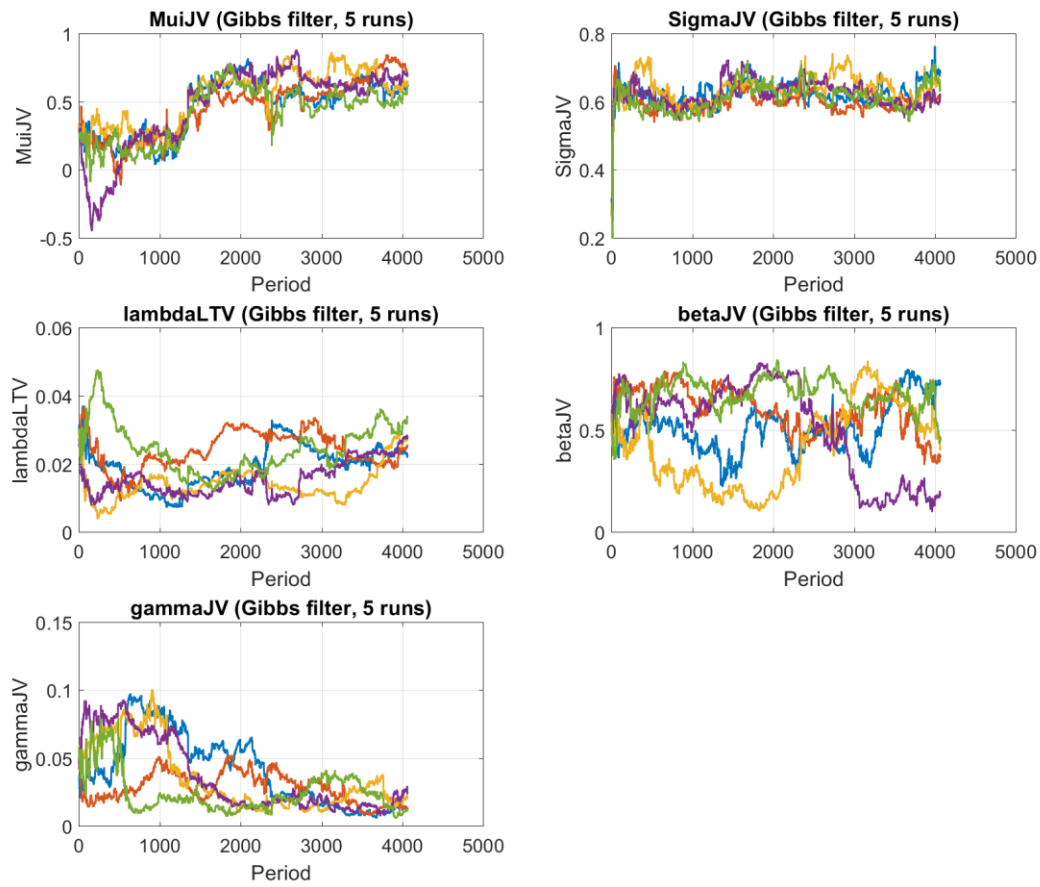 MuiJV (Gibbs filter, 5 runs)
1
0.5
0
-0.5
MuiJV
0 1000 2000 3000 4000 5000
Period
SigmaJV (Gibbs filter, 5 runs)
0.8
0.6
0.4
0.2
SigmaJV
0 1000 2000 3000 4000 5000
Period
lambdaLTV (Gibbs filter, 5 runs)
0.06
0.04
0.02
0
lambdaLTV
0 1000 2000 3000 4000 5000
Period
betaJV (Gibbs filter, 5 runs)
1
0.5
0
betaJV
0 1000 2000 3000 4000 5000
Period
gammaJV (Gibbs filter, 5 runs)
0.15
0.1
0.05
0
gammaJV
0 1000 2000 3000 4000 5000
Period